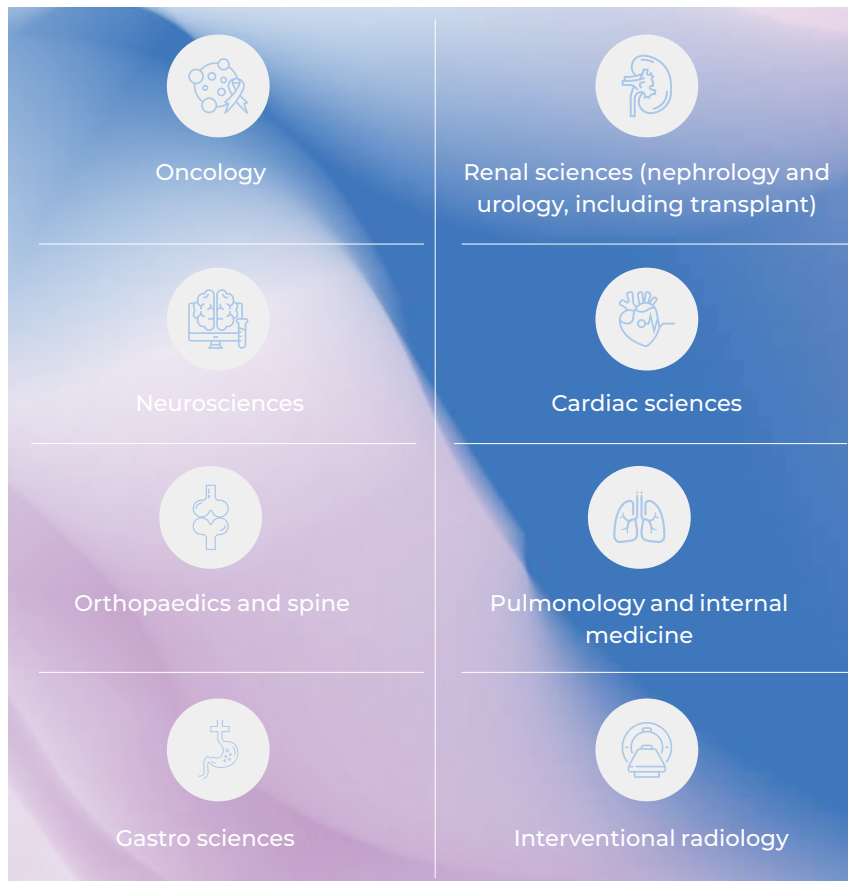 Oncology
Renal sciences (nephrology and
urology, including transplant)
Neurosciences
Cardiac sciences
Orthopaedics and spine
Pulmonology and internal
medicine
Gastro sciences
Interventional radiology